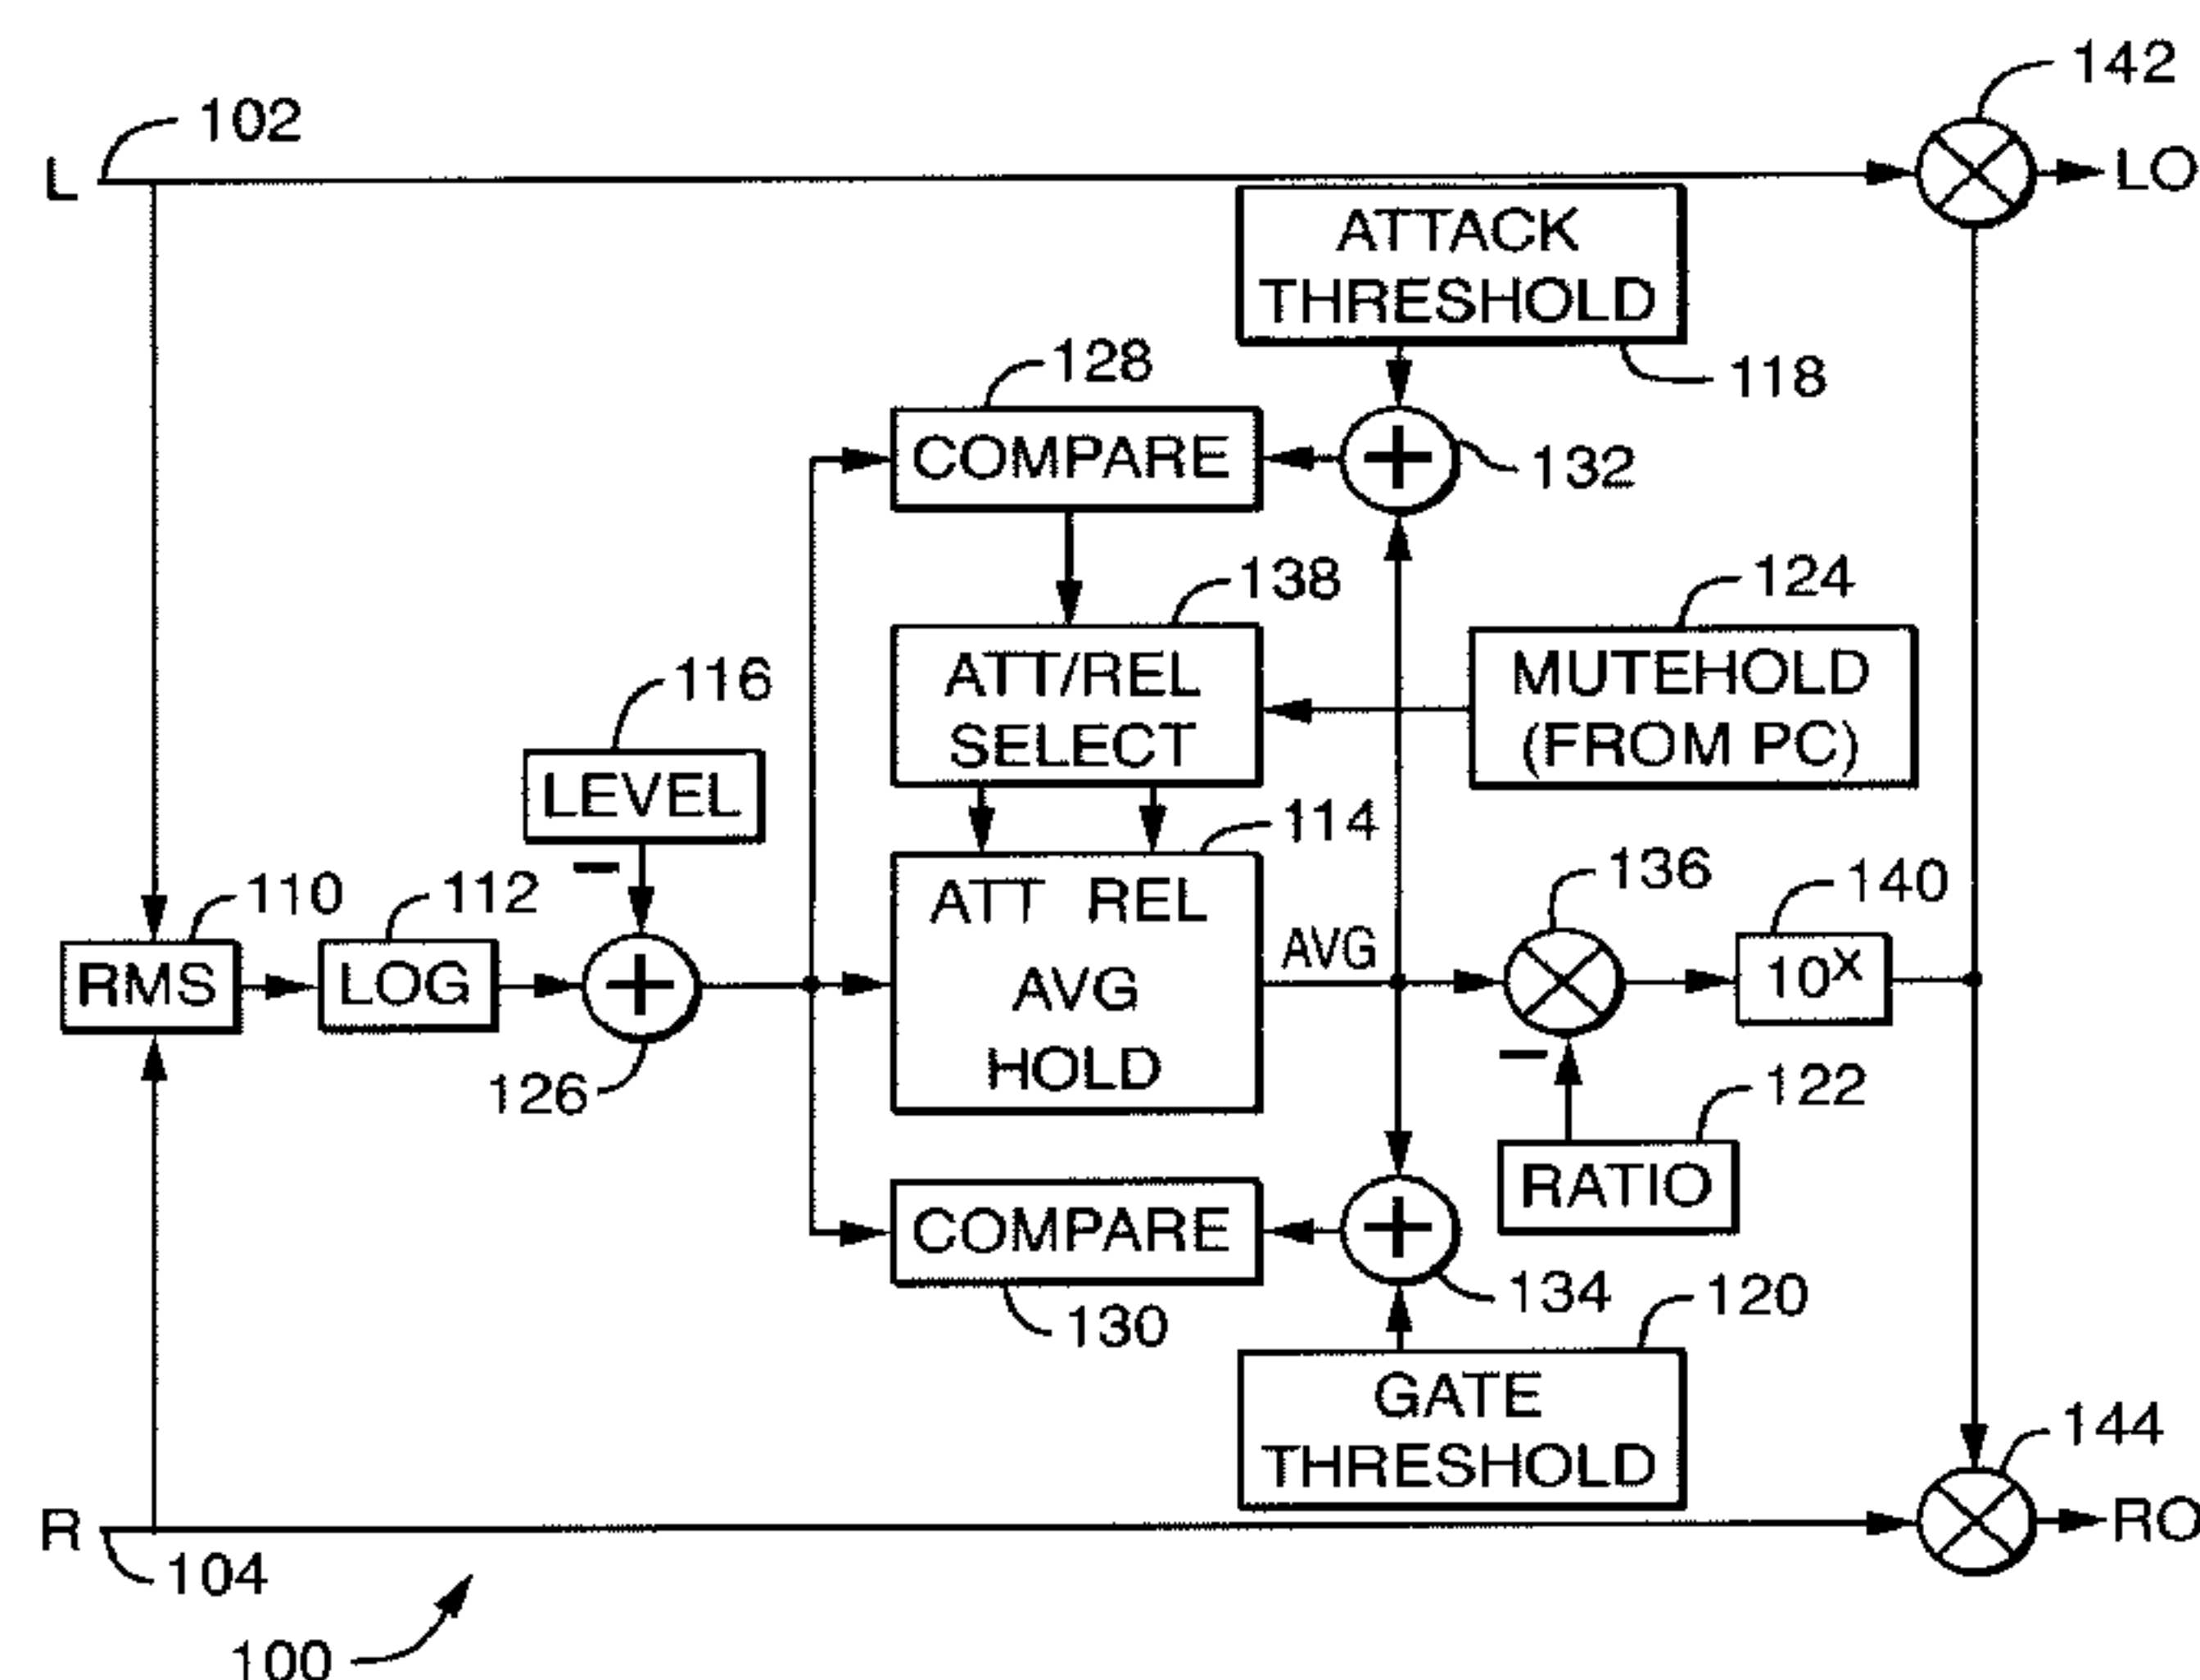 142
102
L
LO
ATTACK
THRESHOLD
118
128
COMPARE
132
138
124
ATT/REL
SELECT
MUTEHOLD
(FROM PC)
116
LEVEL
114
136
140
110
112
ATT REL
AVG
RMS
LOG
AVG
HOLD
10^X
126
122
RATIO
COMPARE
134
120
130
GATE
THRESHOLD
144
R
RO
104
100